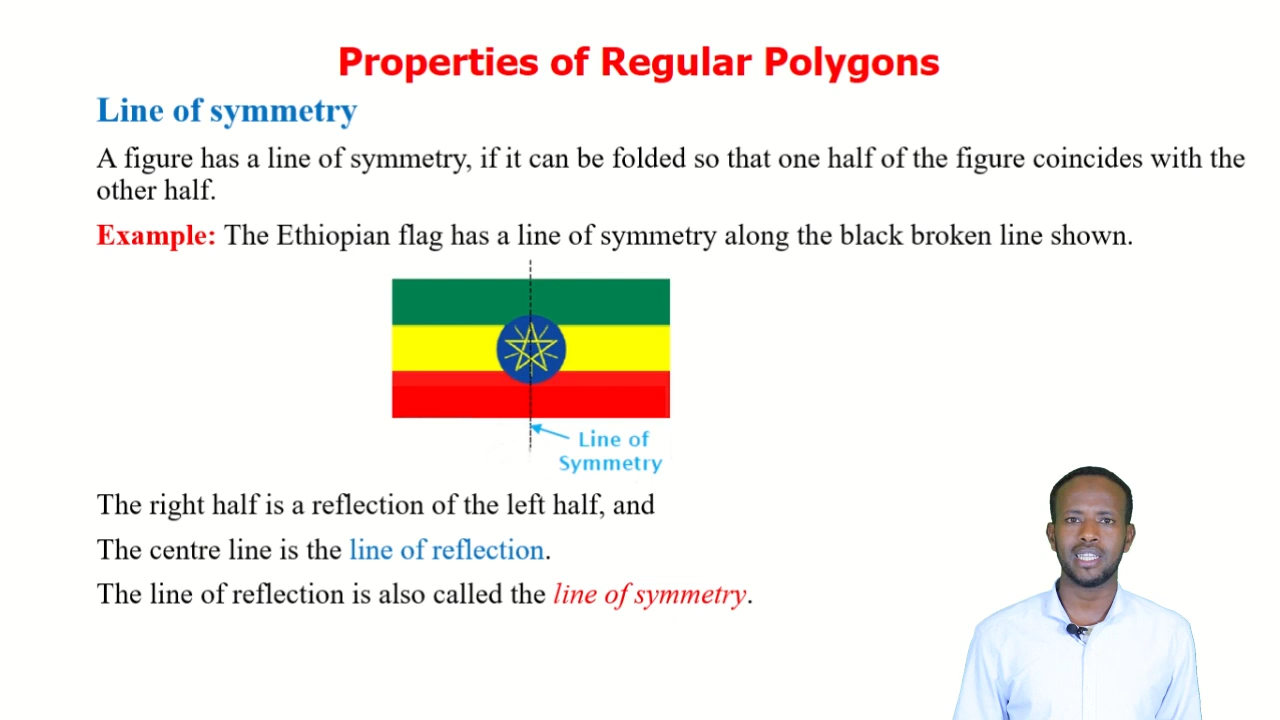 Properties of Regular Polygons
Line of symmetry
A figure has a line of symmetry, if it can be folded so that one half of the figure coincides with the
other half.
Example: The Ethiopian flag has a line of symmetry along the black broken line shown.
Line of
Symmetry
The right half is a reflection of the left half, and
The centre line is the line of reflection.
The line of reflection is also called the line of symmetry.